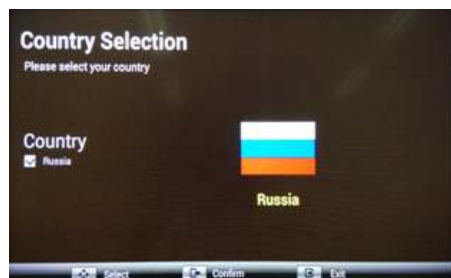 Country Selection
Please select your country
Country
Russia
Russia
Select Confirm Exit